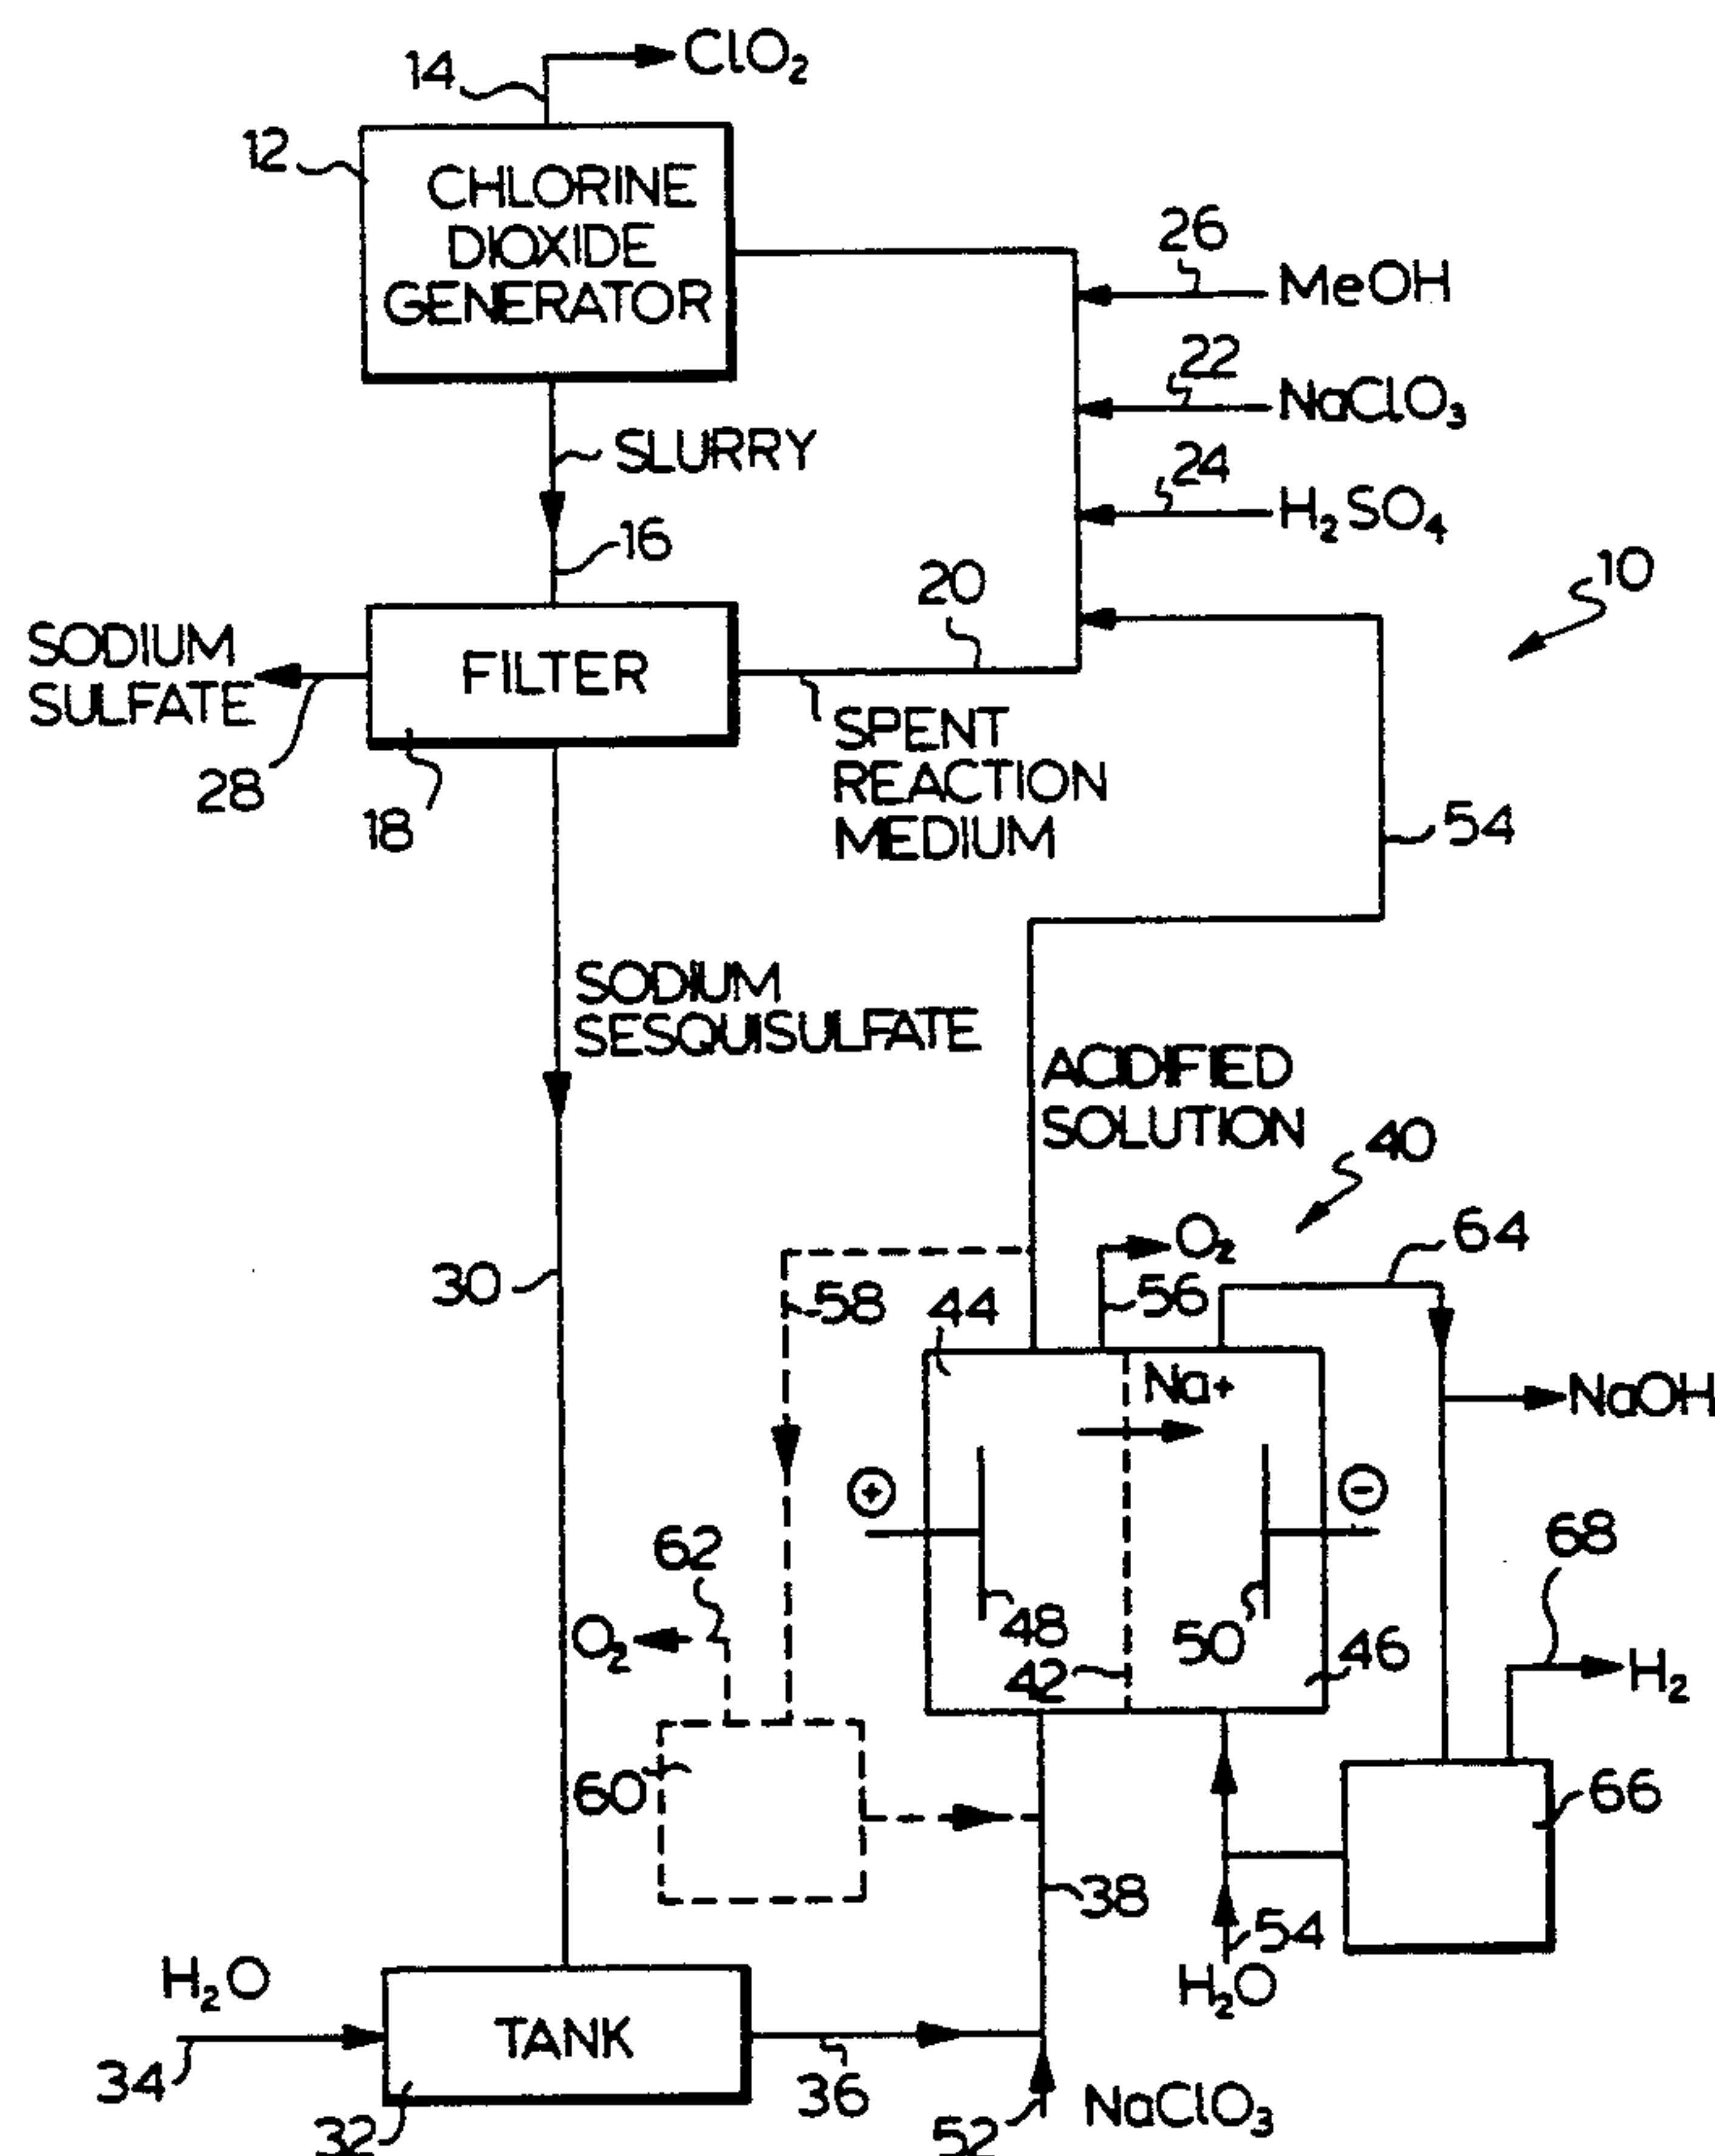 14
ClO₂
12
CHLORINE
DIOXIDE
GENERATOR
26
MeOH
22
NaClO₃
SLURRY
24
H₂SO₄
16
20
10
SODIUM
SULFATE
FILTER
SPENT
REACTION
MEDIUM
28
18
54
SODIUM
SESQUISULFATE
ACIDIFIED
SOLUTION
40
O₂
64
30
58
44
56
Na+
NaOH
+
-
62
68
O₂
48
50
46
42
H₂
60
66
38
54
H₂O
H₂O
TANK
34
36
32
52
NaClO₃